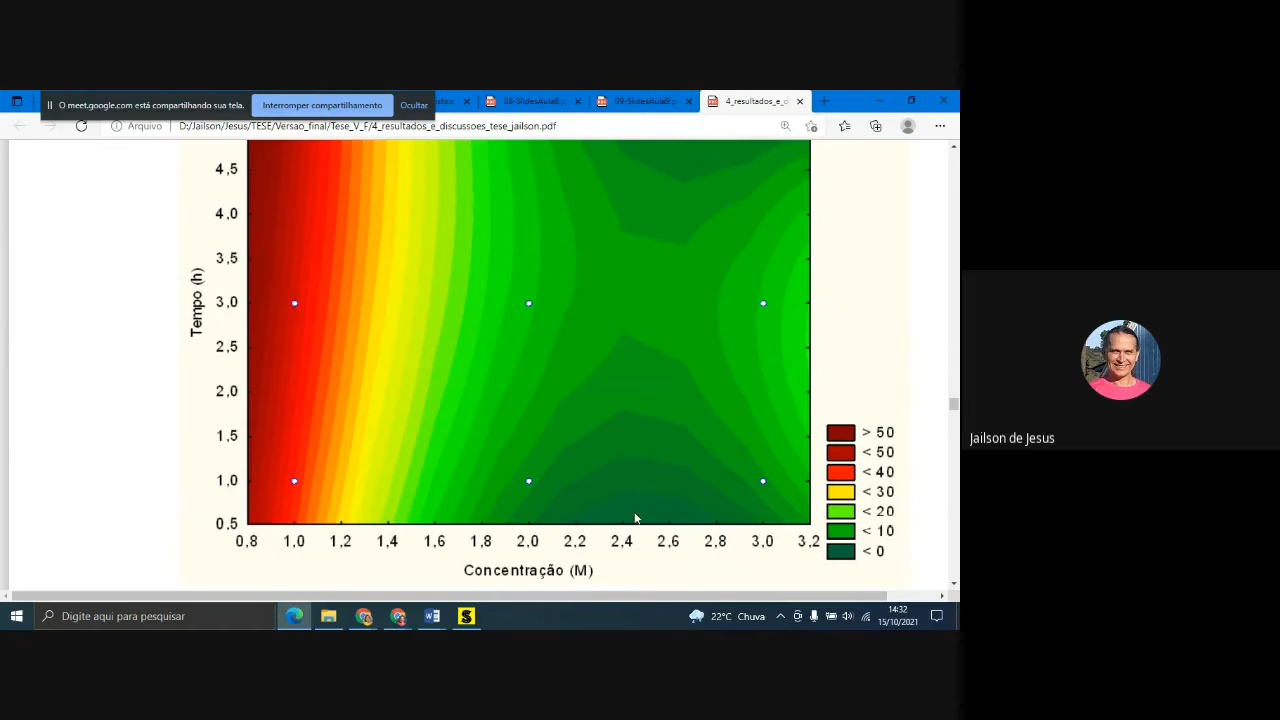 O meet.google.com está compartilhando sua tela.
Interromper compartilhamento
Ocultar
08-SlidesAula8.p
09-SlidesAula9.p
4_resultados_e_d
Arquivo
D:/Jailson/Jesus/TESE/Versao_final/Tese_V_F/4_resultados_e_discussoes_tese_jailson.pdf
4,5
4,0
3,5
3,0
2,5
2,0
1,5
1,0
0,5
Tempo (h)
0,8 1,0 1,2 1,4 1,6 1,8 2,0 2,2 2,4 2,6 2,8 3,0 3,2
Concentração (M)
> 50
< 50
< 40
< 30
< 20
< 10
< 0
Jailson de Jesus
Digite aqui para pesquisar
22°C Chuva
14:32
15/10/2021